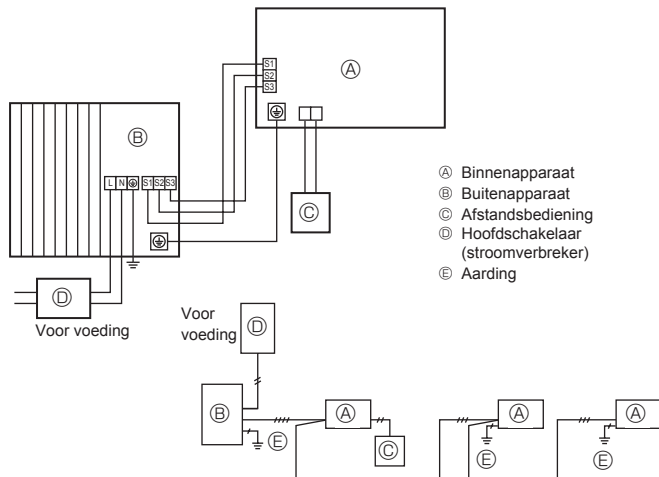 S1
S2
S3
Ⓐ
Ⓑ
L N S1 S2 S3
Ⓒ
Ⓓ
Voor voeding
Ⓐ Binnenapparaat
Ⓑ Buitenapparaat
Ⓒ Afstandsbediening
Ⓓ Hoofdschakelaar
(stroomverbreker)
Ⓔ Aarding
Voor
voeding
Ⓓ
Ⓑ
Ⓔ
Ⓐ
Ⓒ
Ⓐ
Ⓔ
Ⓐ
Ⓔ